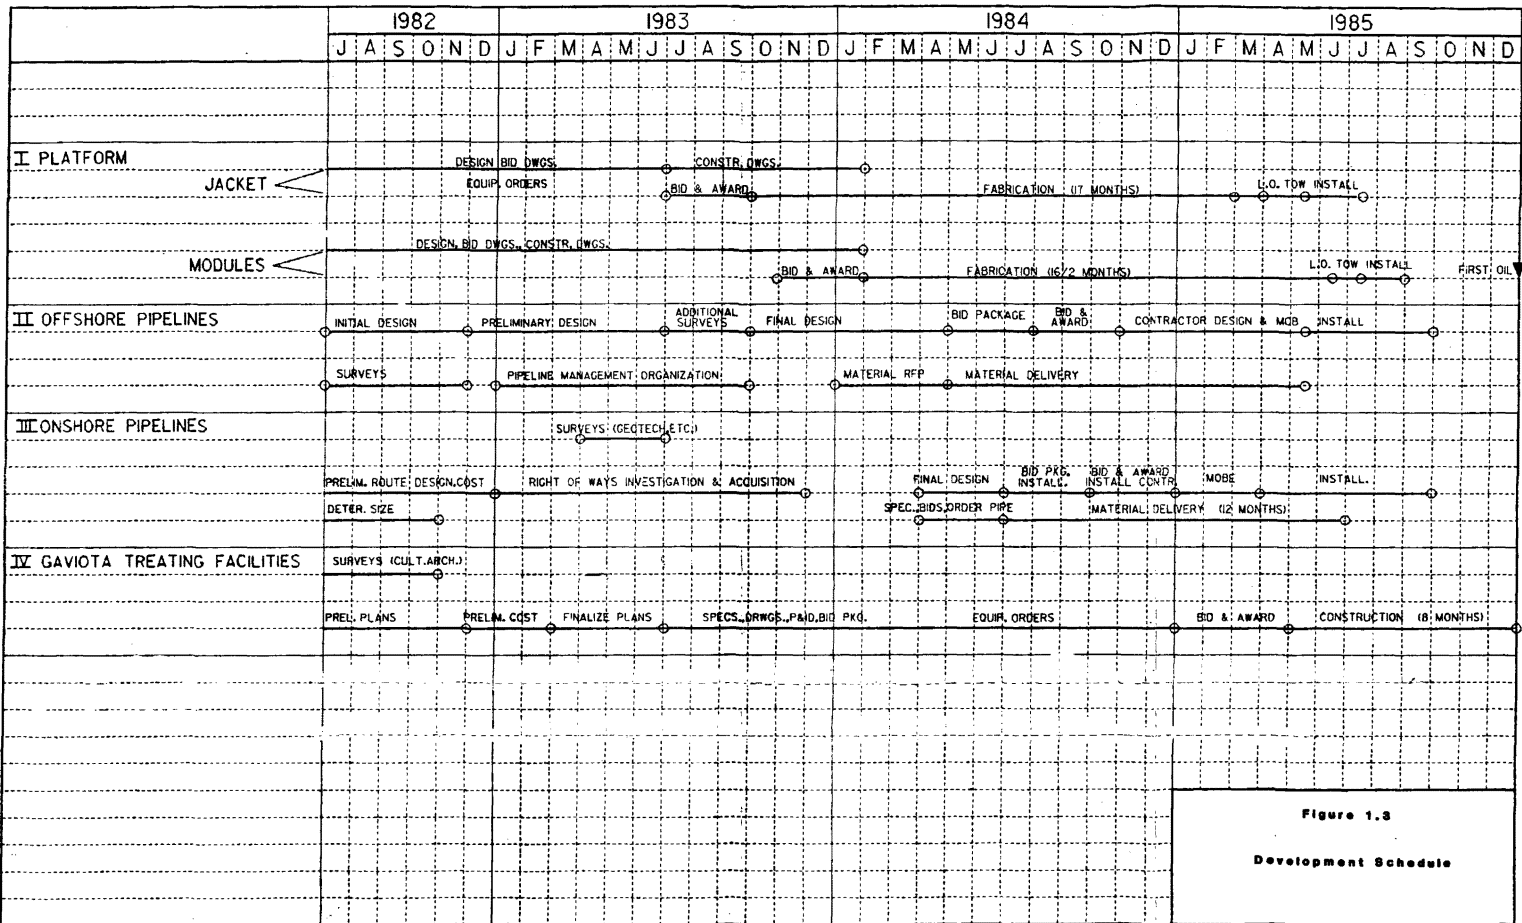 1982 1983 1984 1985
J A S O N D J F M A M J J A S O N D J F M A M J J A S O N D J F M A M J J A S O N D
I PLATFORM
DESIGN BID DWGS. CONSTR. DWGS.
JACKET
EQUIP. ORDERS BID & AWARD FABRICATION (17 MONTHS) L.O. TOW INSTALL
DESIGN, BID DWGS., CONSTR. DWGS.
MODULES
BID & AWARD FABRICATION (16 1/2 MONTHS) L.O. TOW INSTALL FIRST OIL
II OFFSHORE PIPELINES
INITIAL DESIGN PRELIMINARY DESIGN ADDITIONAL SURVEYS FINAL DESIGN BID PACKAGE BID & AWARD CONTRACTOR DESIGN & MOB INSTALL
SURVEYS PIPELINE MANAGEMENT ORGANIZATION MATERIAL RFP MATERIAL DELIVERY
III ONSHORE PIPELINES
SURVEYS (GEOTECH,ETC.)
PRELIM. ROUTE DESIGN,COST RIGHT OF WAYS INVESTIGATION & ACQUISITION FINAL DESIGN BID PKG. INSTALL. BID & AWARD INSTALL CONTR. MOBE INSTALL.
DETER. SIZE SPEC.,BIDS,ORDER PIPE MATERIAL DELIVERY (12 MONTHS)
IV GAVIOTA TREATING FACILITIES
SURVEYS (CULT.ARCH.)
PREL. PLANS PRELIM. COST FINALIZE PLANS SPECS.,DRWGS.,P&ID,BID PKG. EQUIP. ORDERS BID & AWARD CONSTRUCTION (8 MONTHS)
Figure 1.3
Development Schedule